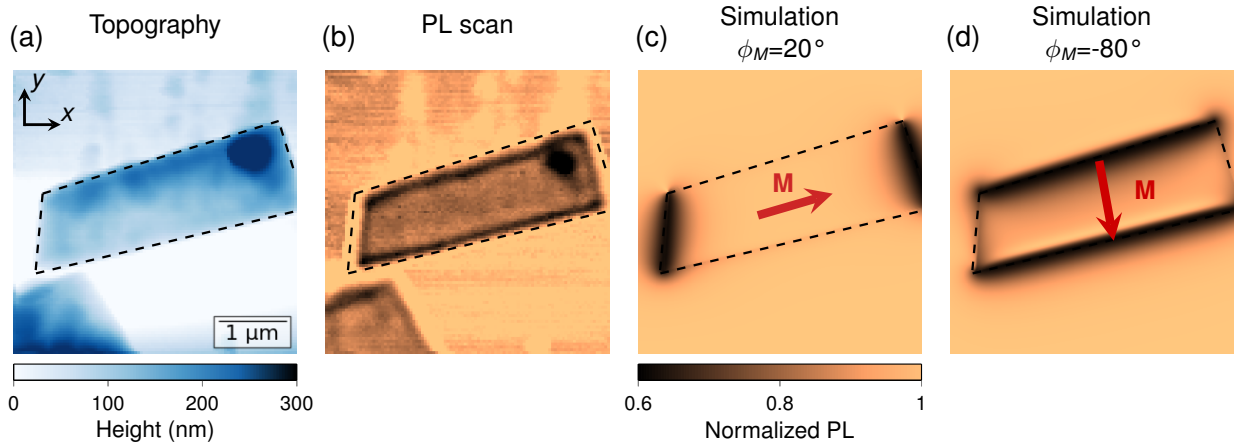 (a) Topography
(b) PL scan
(c) Simulation
ϕM=20°
(d) Simulation
ϕM=-80°
y
x
1 μm
M
M
0 100 200 300
Height (nm)
0.6 0.8 1
Normalized PL